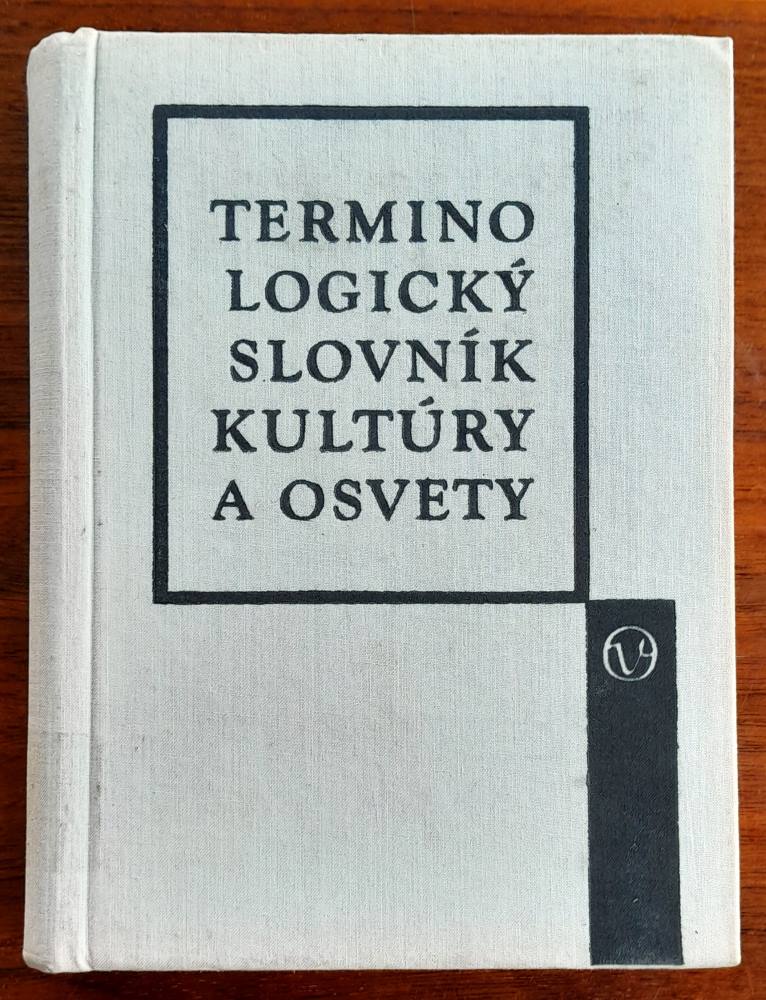 TERMINO
LOGICKÝ
SLOVNÍK
KULTÚRY
A OSVETY